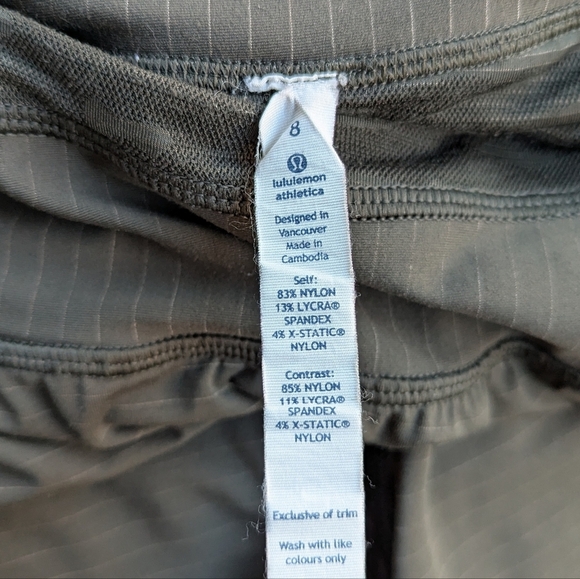 8
lululemon
athletica
Designed in
Vancouver
Made in
Cambodia
Self:
83% NYLON
13% LYCRA®
SPANDEX
4% X-STATIC®
NYLON
Contrast:
85% NYLON
11% LYCRA®
SPANDEX
4% X-STATIC®
NYLON
Exclusive of trim
Wash with like
colours only